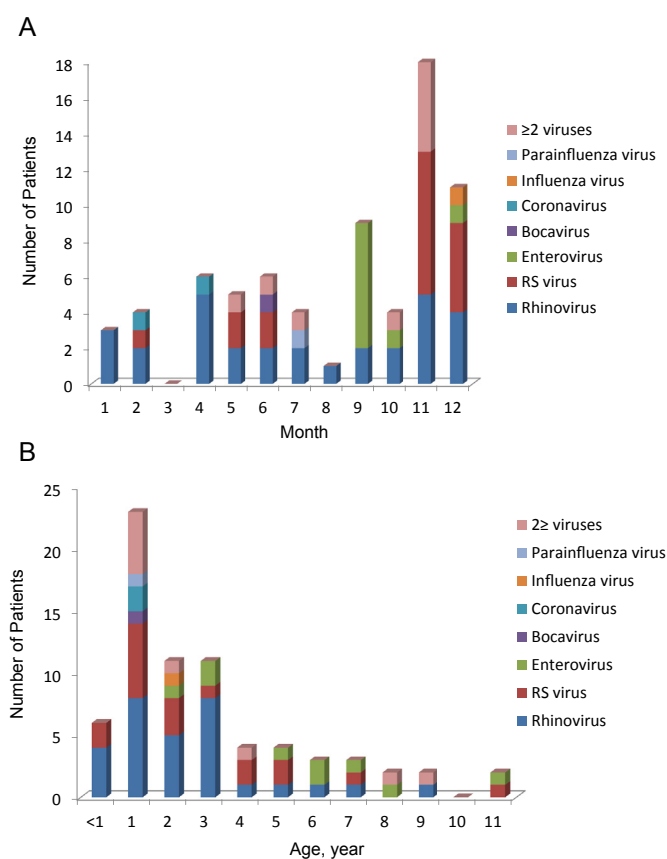 A
18
16
14
12
10
8
6
4
2
0
Number of Patients
1 2 3 4 5 6 7 8 9 10 11 12
Month
≥2 viruses
Parainfluenza virus
Influenza virus
Coronavirus
Bocavirus
Enterovirus
RS virus
Rhinovirus
B
25
20
15
10
5
0
Number of Patients
<1 1 2 3 4 5 6 7 8 9 10 11
Age, year
2≥ viruses
Parainfluenza virus
Influenza virus
Coronavirus
Bocavirus
Enterovirus
RS virus
Rhinovirus